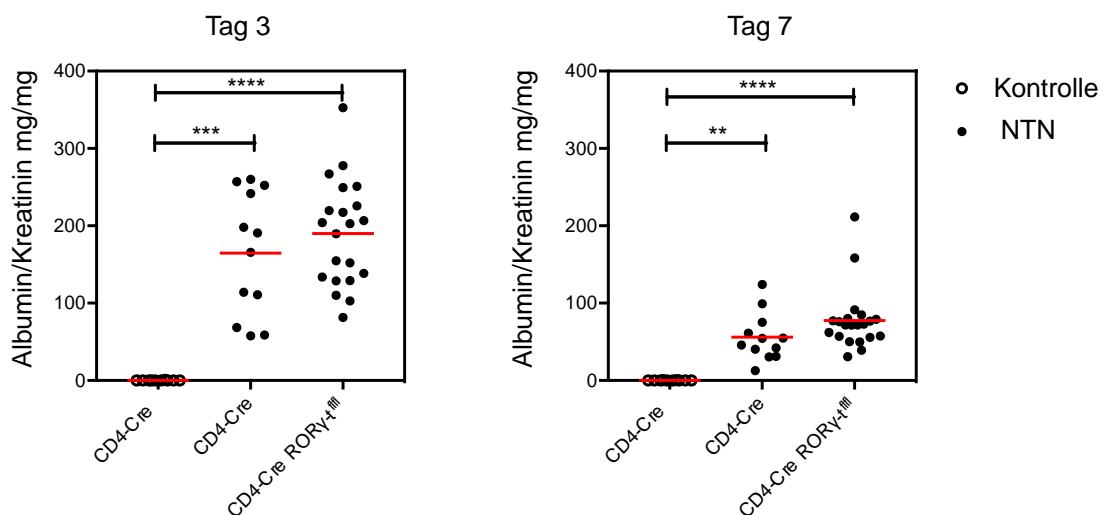 Tag 3
Albumin/Kreatinin mg/mg
400
300
200
100
0
****
***
CD4-Cre
CD4-Cre
CD4-Cre RORγ-t^fl/fl
Tag 7
Albumin/Kreatinin mg/mg
400
300
200
100
0
****
**
CD4-Cre
CD4-Cre
CD4-Cre RORγ-t^fl/fl
Kontrolle
NTN